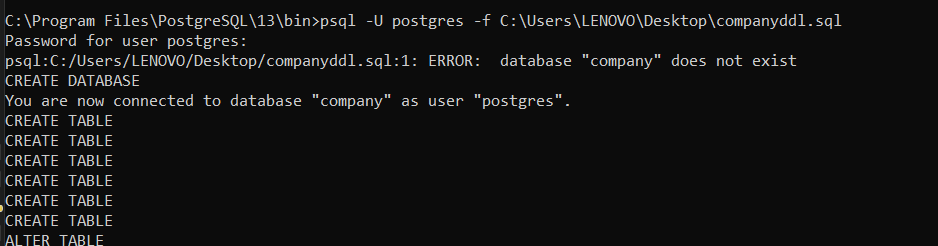 C:\Program Files\PostgreSQL\13\bin>psql -U postgres -f C:\Users\LENOVO\Desktop\companyddl.sql
Password for user postgres:
psql:C:/Users/LENOVO/Desktop/companyddl.sql:1: ERROR:  database "company" does not exist
CREATE DATABASE
You are now connected to database "company" as user "postgres".
CREATE TABLE
CREATE TABLE
CREATE TABLE
CREATE TABLE
CREATE TABLE
CREATE TABLE
ALTER TABLE